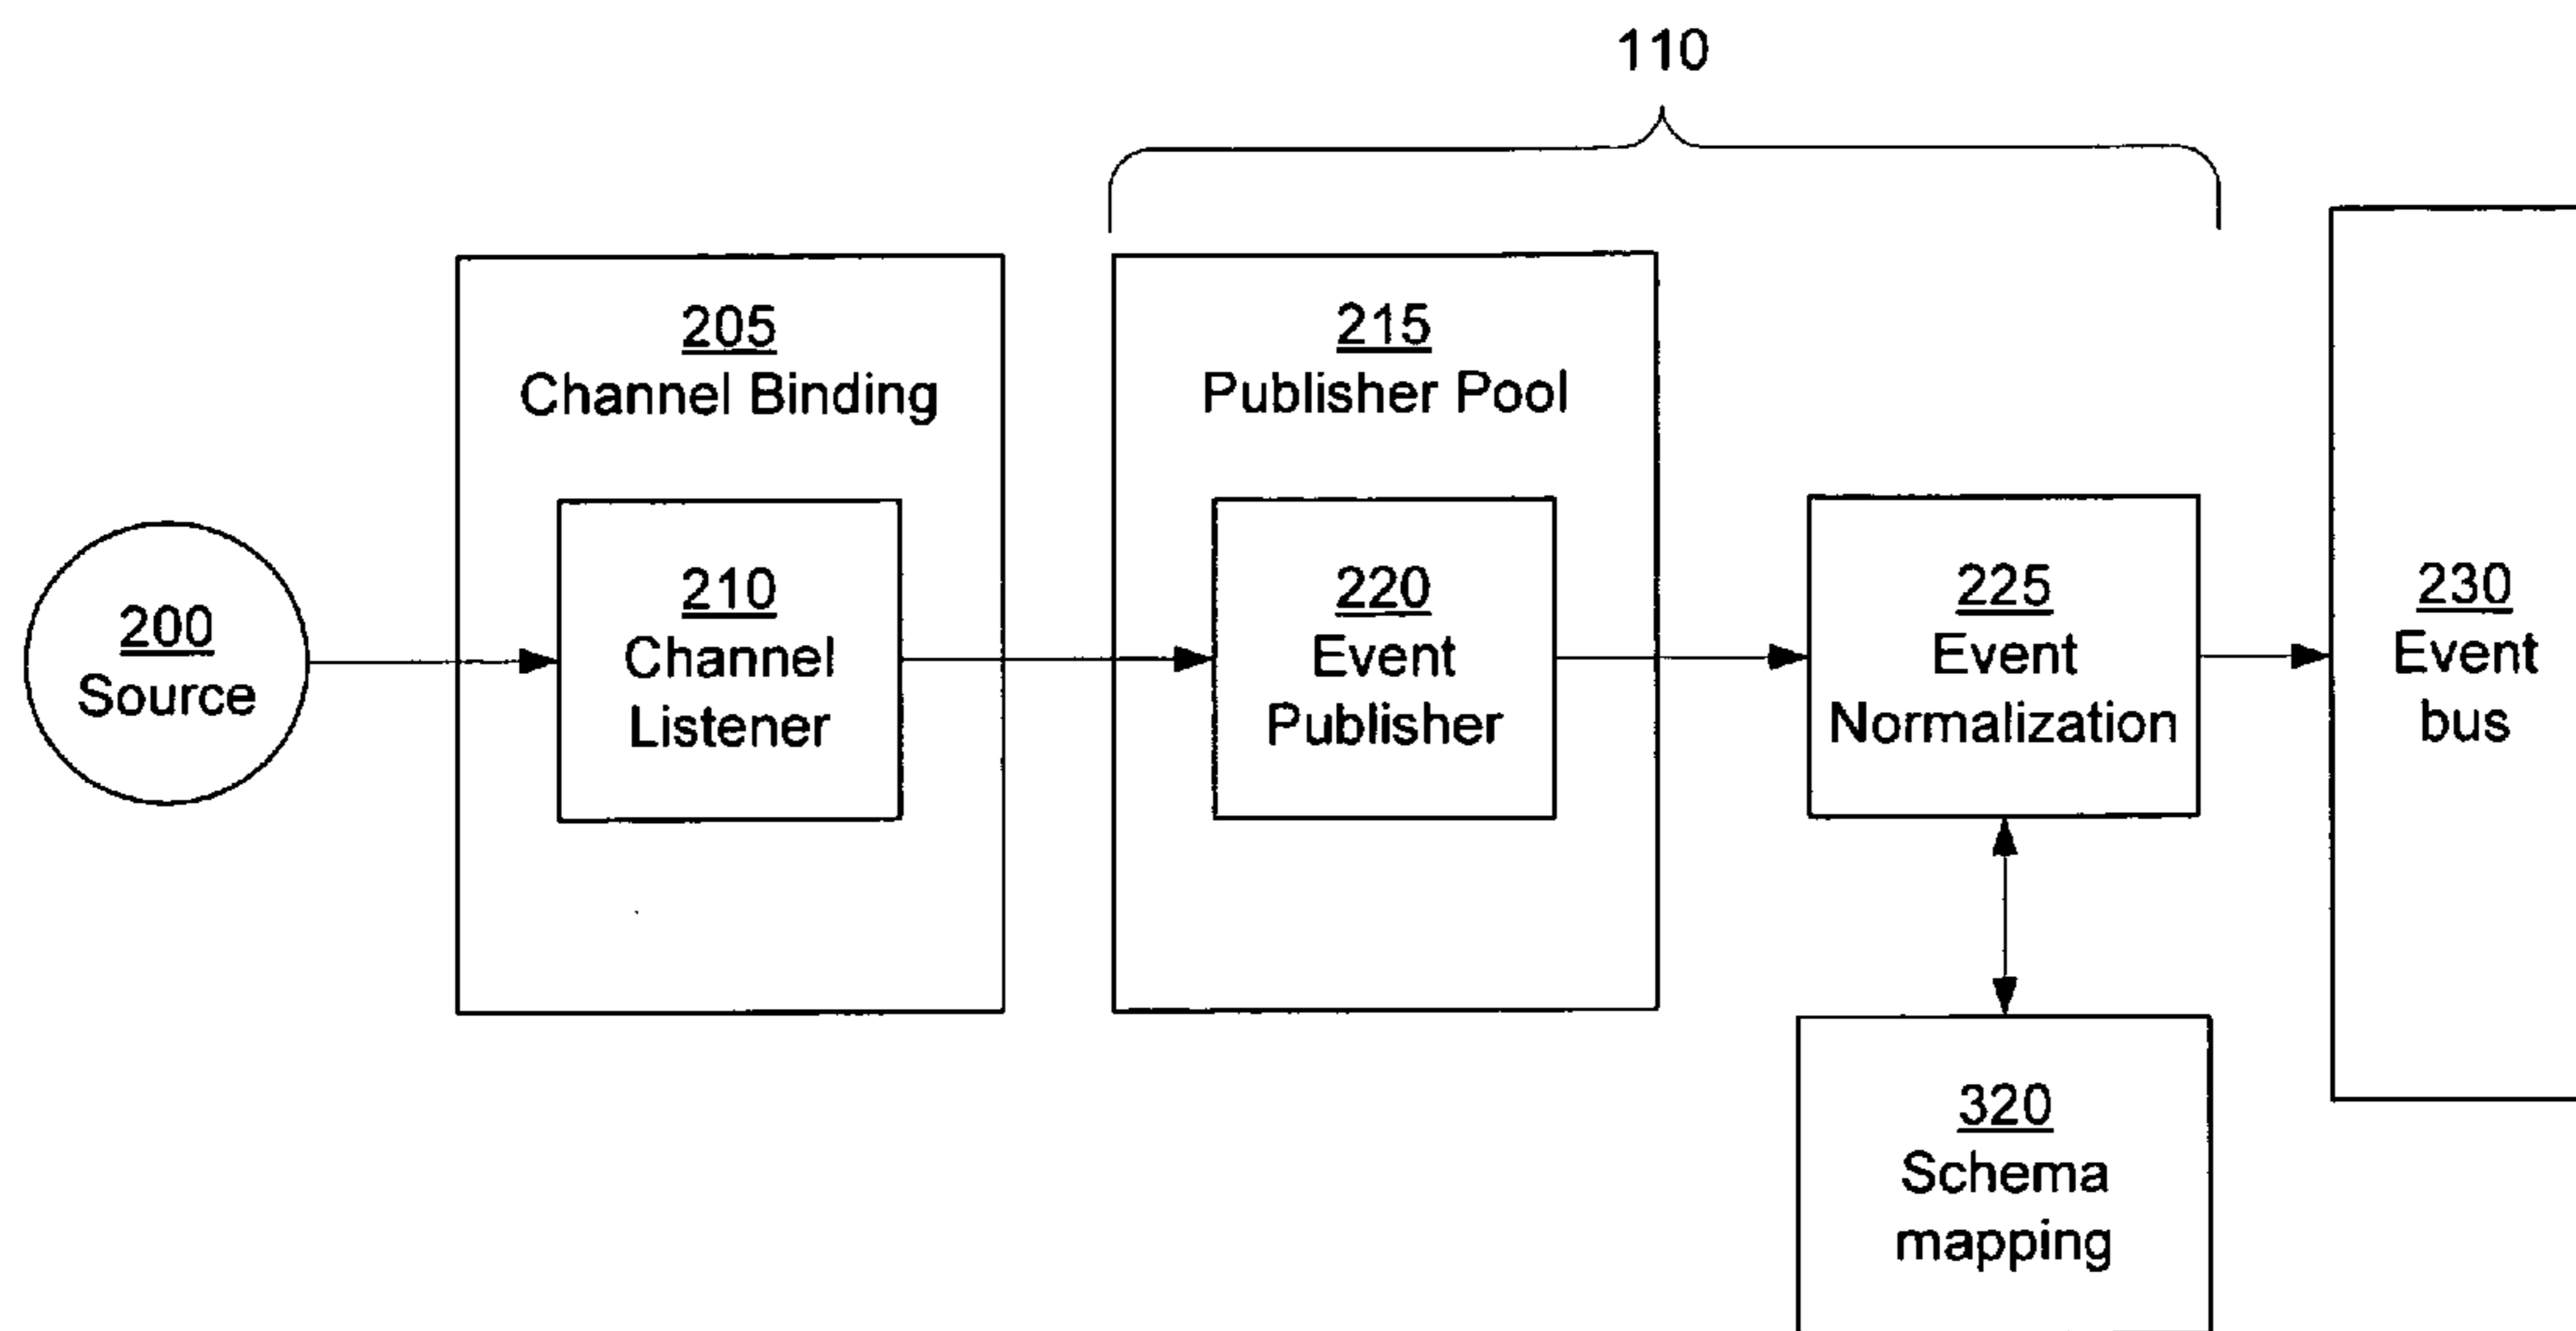 110
205
Channel Binding
215
Publisher Pool
200
Source
210
Channel
Listener
220
Event
Publisher
225
Event
Normalization
230
Event
bus
320
Schema
mapping